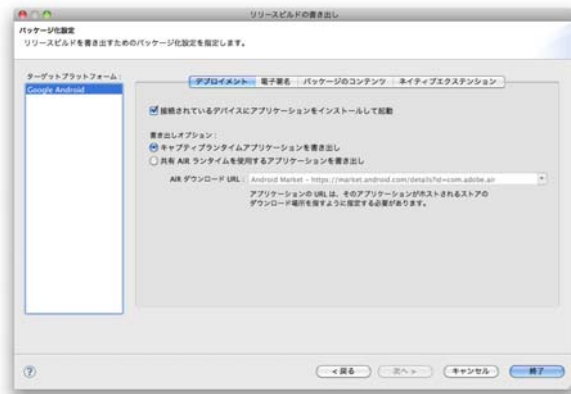 リリースビルドの書き出し
パッケージ化設定
リリースビルドを書き出すためのパッケージ化設定を指定します。
ターゲットプラットフォーム：
Google Android
デプロイメント 電子署名 パッケージのコンテンツ ネイティブエクステンション
接続されているデバイスにアプリケーションをインストールして起動
書き出しオプション：
キャプティブランタイムアプリケーションを書き出し
共有 AIR ランタイムを使用するアプリケーションを書き出し
AIR ダウンロード URL： Android Market - https://market.android.com/details?id=com.adobe.air
アプリケーションの URL は、そのアプリケーションがホストされるストアの
ダウンロード場所を指すように指定する必要があります。
? < 戻る 次へ > キャンセル 終了